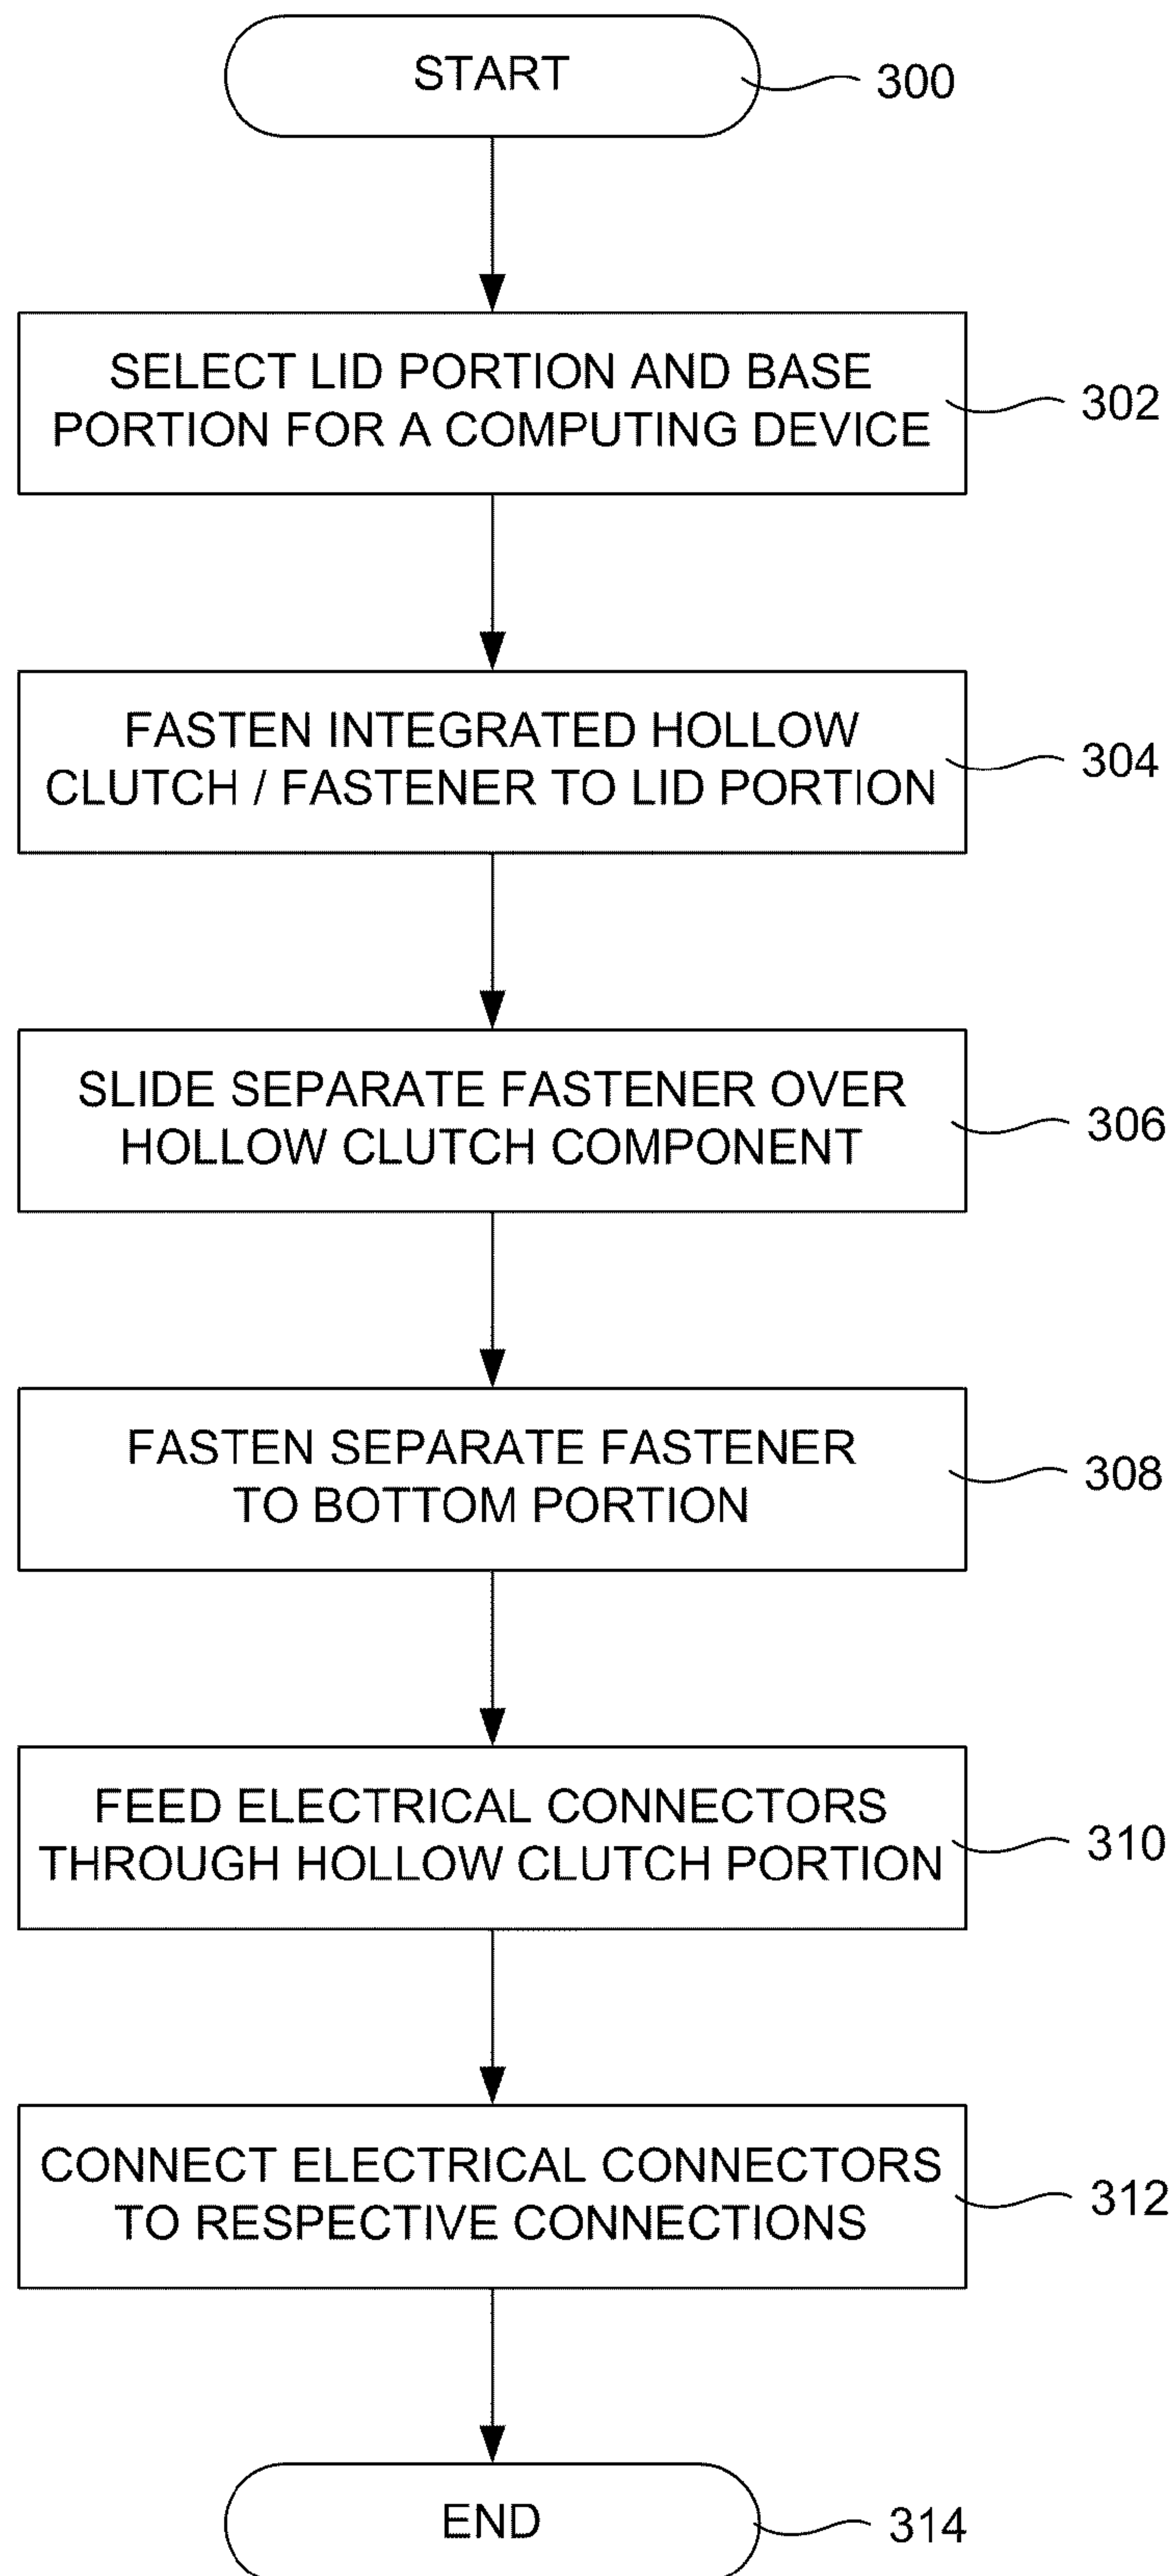 START
300
SELECT LID PORTION AND BASE
PORTION FOR A COMPUTING DEVICE
302
FASTEN INTEGRATED HOLLOW
CLUTCH / FASTENER TO LID PORTION
304
SLIDE SEPARATE FASTENER OVER
HOLLOW CLUTCH COMPONENT
306
FASTEN SEPARATE FASTENER
TO BOTTOM PORTION
308
FEED ELECTRICAL CONNECTORS
THROUGH HOLLOW CLUTCH PORTION
310
CONNECT ELECTRICAL CONNECTORS
TO RESPECTIVE CONNECTIONS
312
END
314